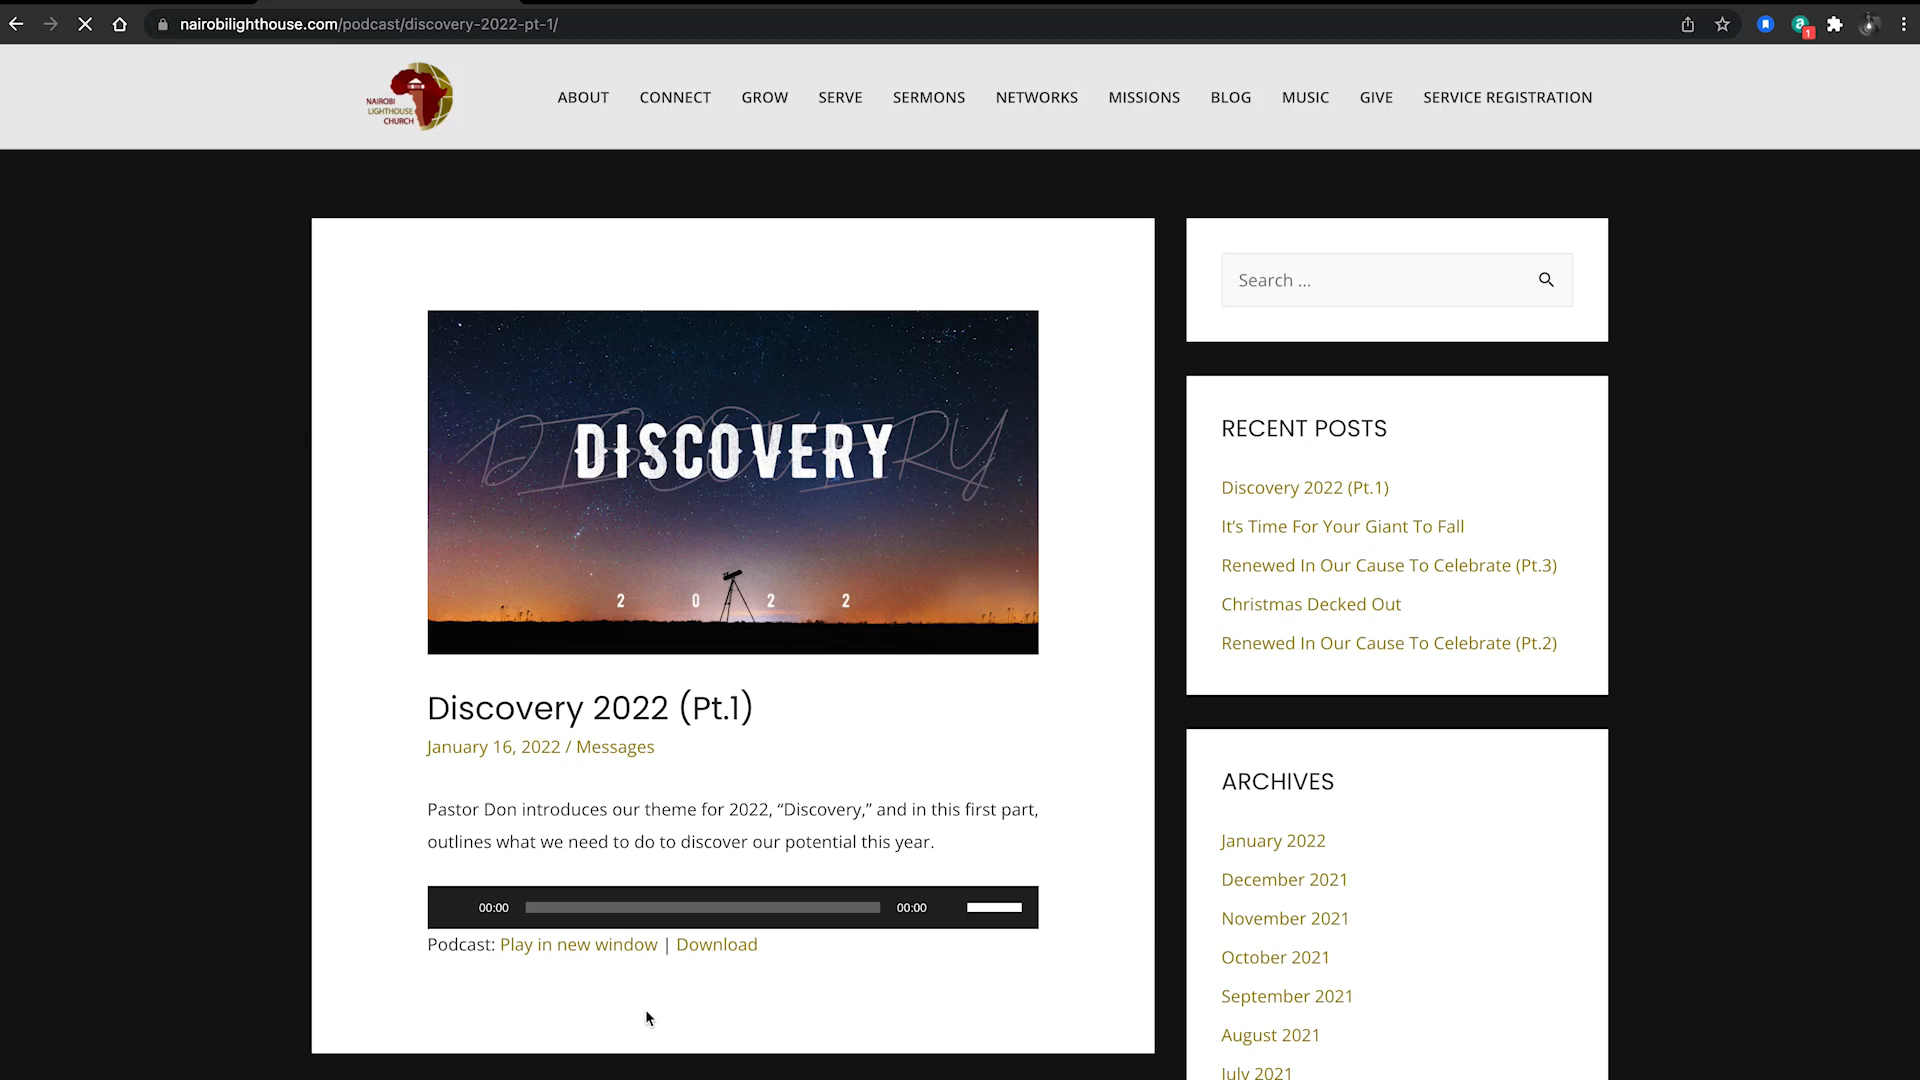 nairobilighthouse.com/podcast/discovery-2022-pt-1/
1
NAIROBI
LIGHTHOUSE
CHURCH
ABOUT
CONNECT
GROW
SERVE
SERMONS
NETWORKS
MISSIONS
BLOG
MUSIC
GIVE
SERVICE REGISTRATION
DISCOVERY
DISCOVERY
2 0 2 2
Discovery 2022 (Pt.1)
January 16, 2022 / Messages
Pastor Don introduces our theme for 2022, “Discovery,” and in this first part,
outlines what we need to do to discover our potential this year.
00:00
00:00
Podcast: Play in new window | Download
Search ...
RECENT POSTS
Discovery 2022 (Pt.1)
It’s Time For Your Giant To Fall
Renewed In Our Cause To Celebrate (Pt.3)
Christmas Decked Out
Renewed In Our Cause To Celebrate (Pt.2)
ARCHIVES
January 2022
December 2021
November 2021
October 2021
September 2021
August 2021
July 2021